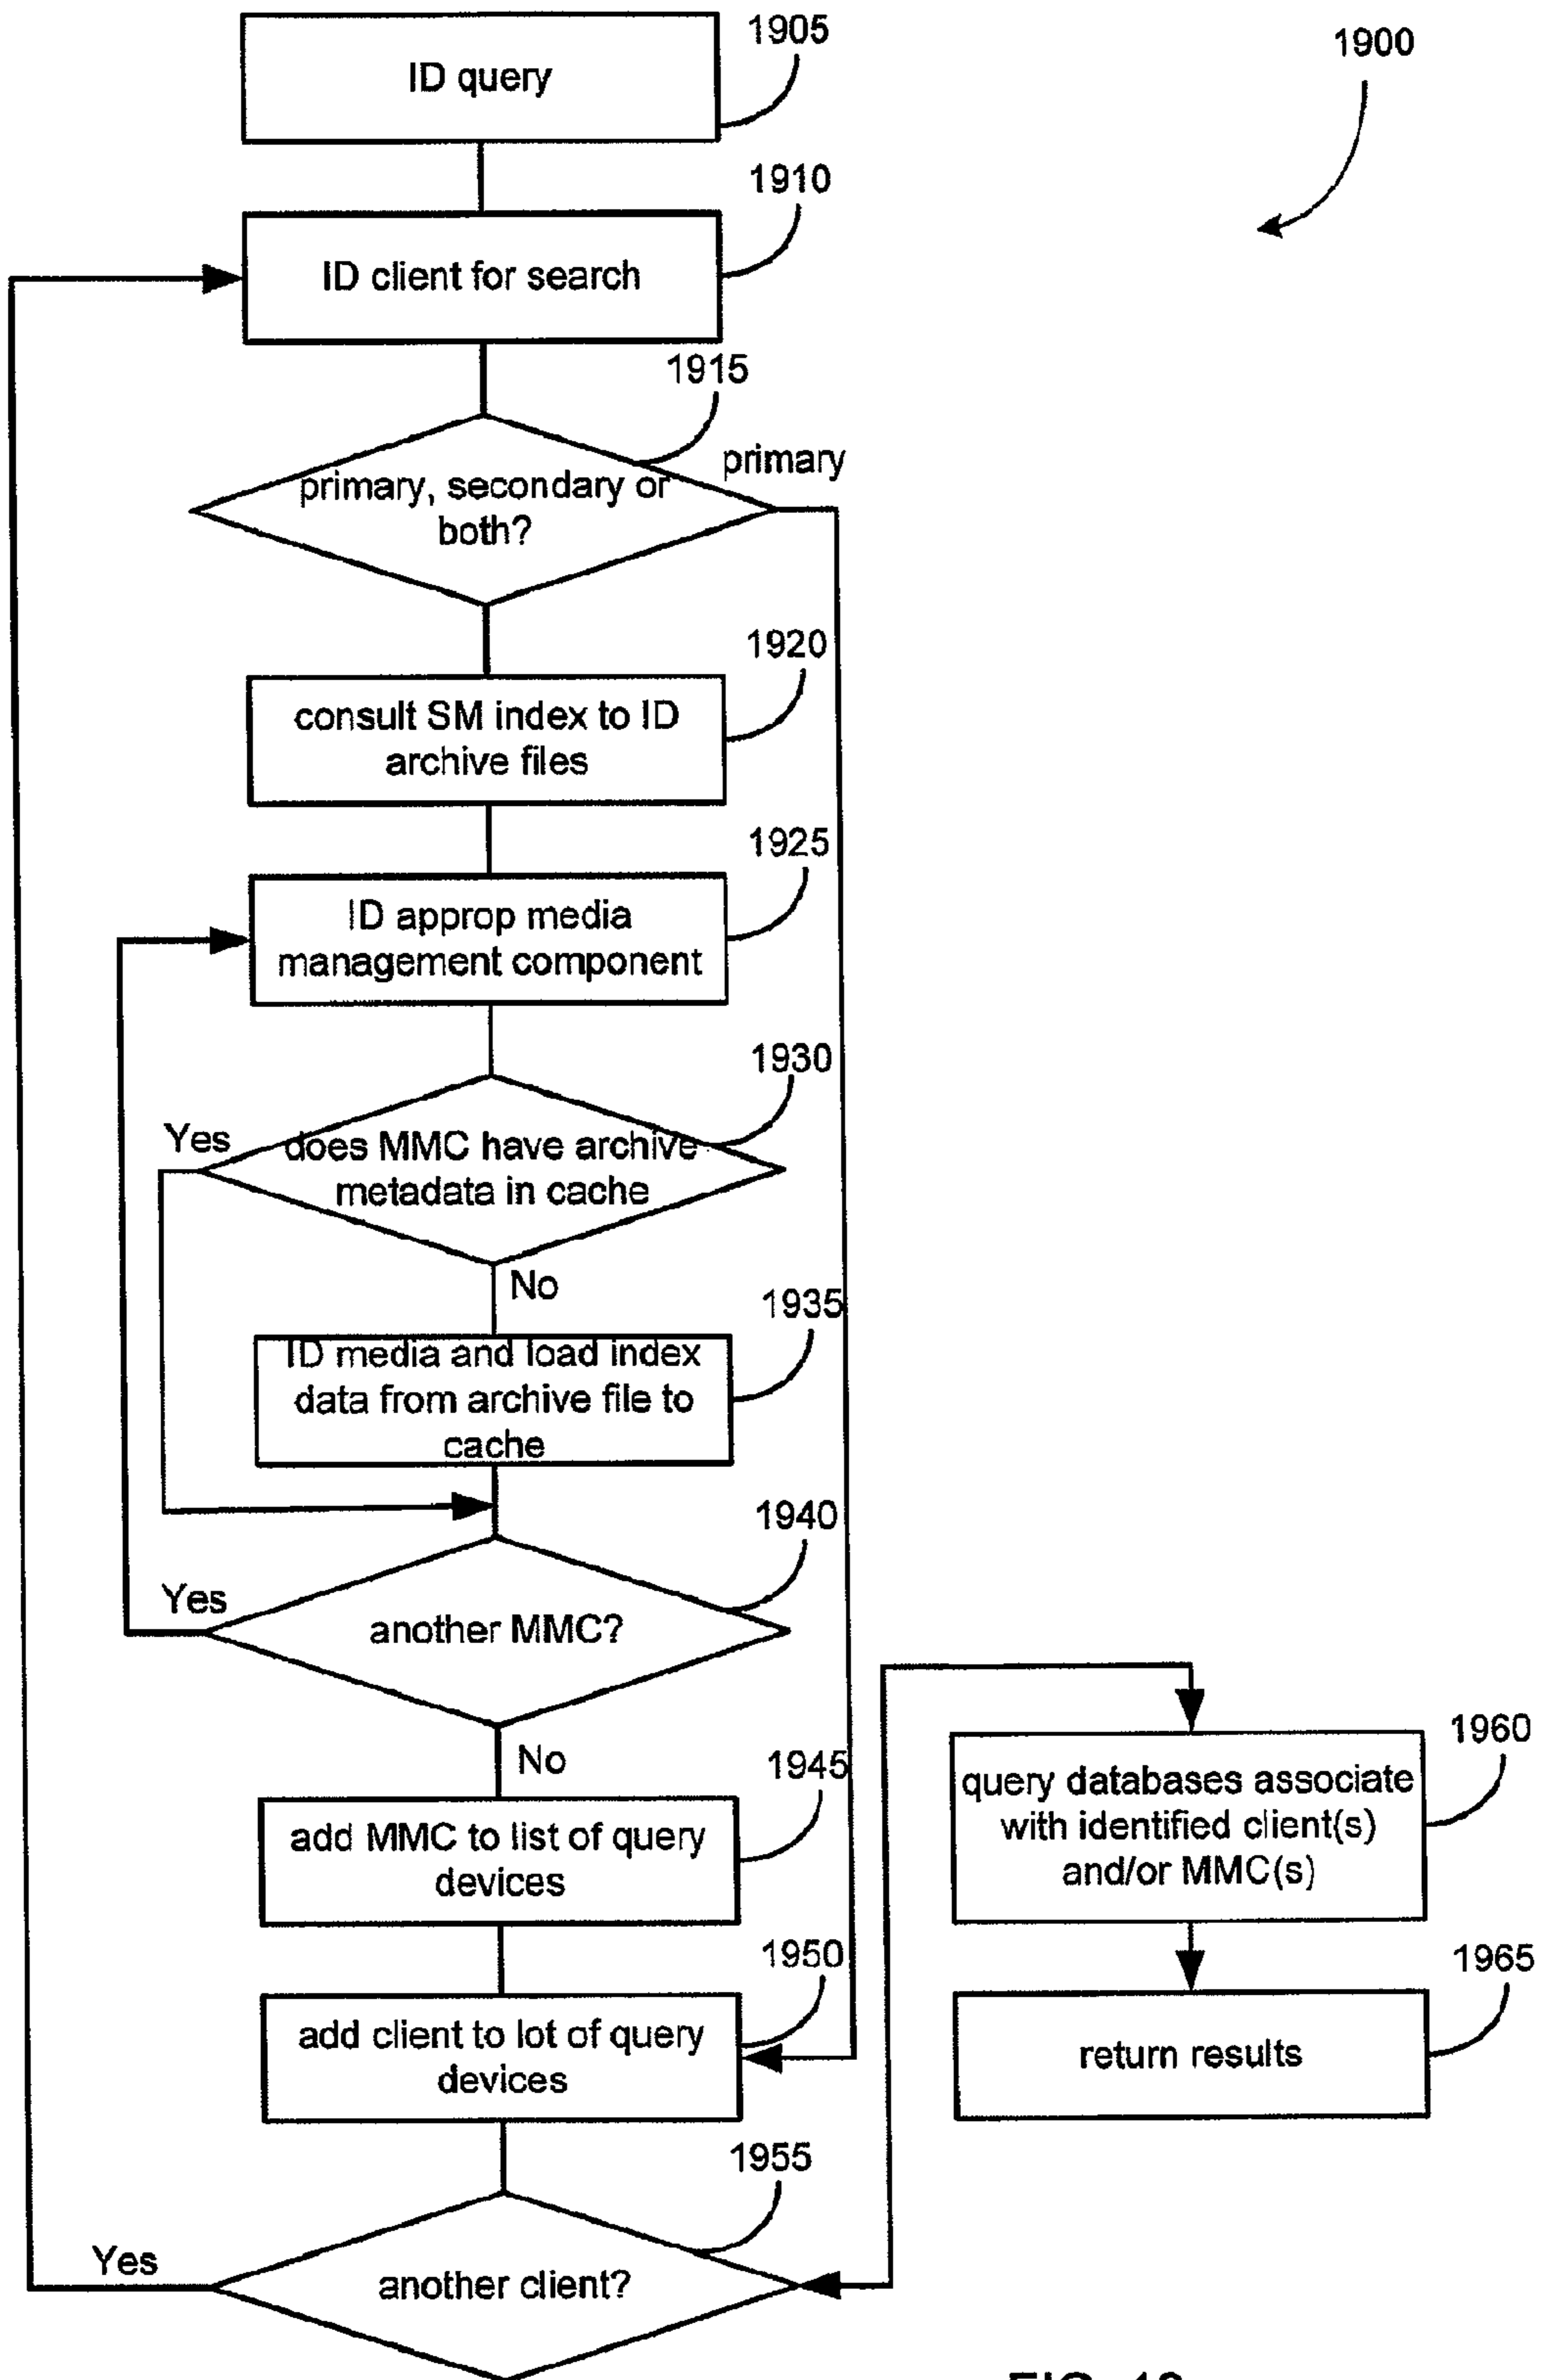 1905
ID query
1900
1910
ID client for search
1915
primary
primary, secondary or
both?
1920
consult SM index to ID
archive files
1925
ID approp media
management component
1930
Yes
does MMC have archive
metadata in cache
No
1935
ID media and load index
data from archive file to
cache
1940
Yes
another MMC?
No
1945
add MMC to list of query
devices
1950
add client to lot of query
devices
1955
Yes
another client?
1960
query databases associate
with identified client(s)
and/or MMC(s)
1965
return results